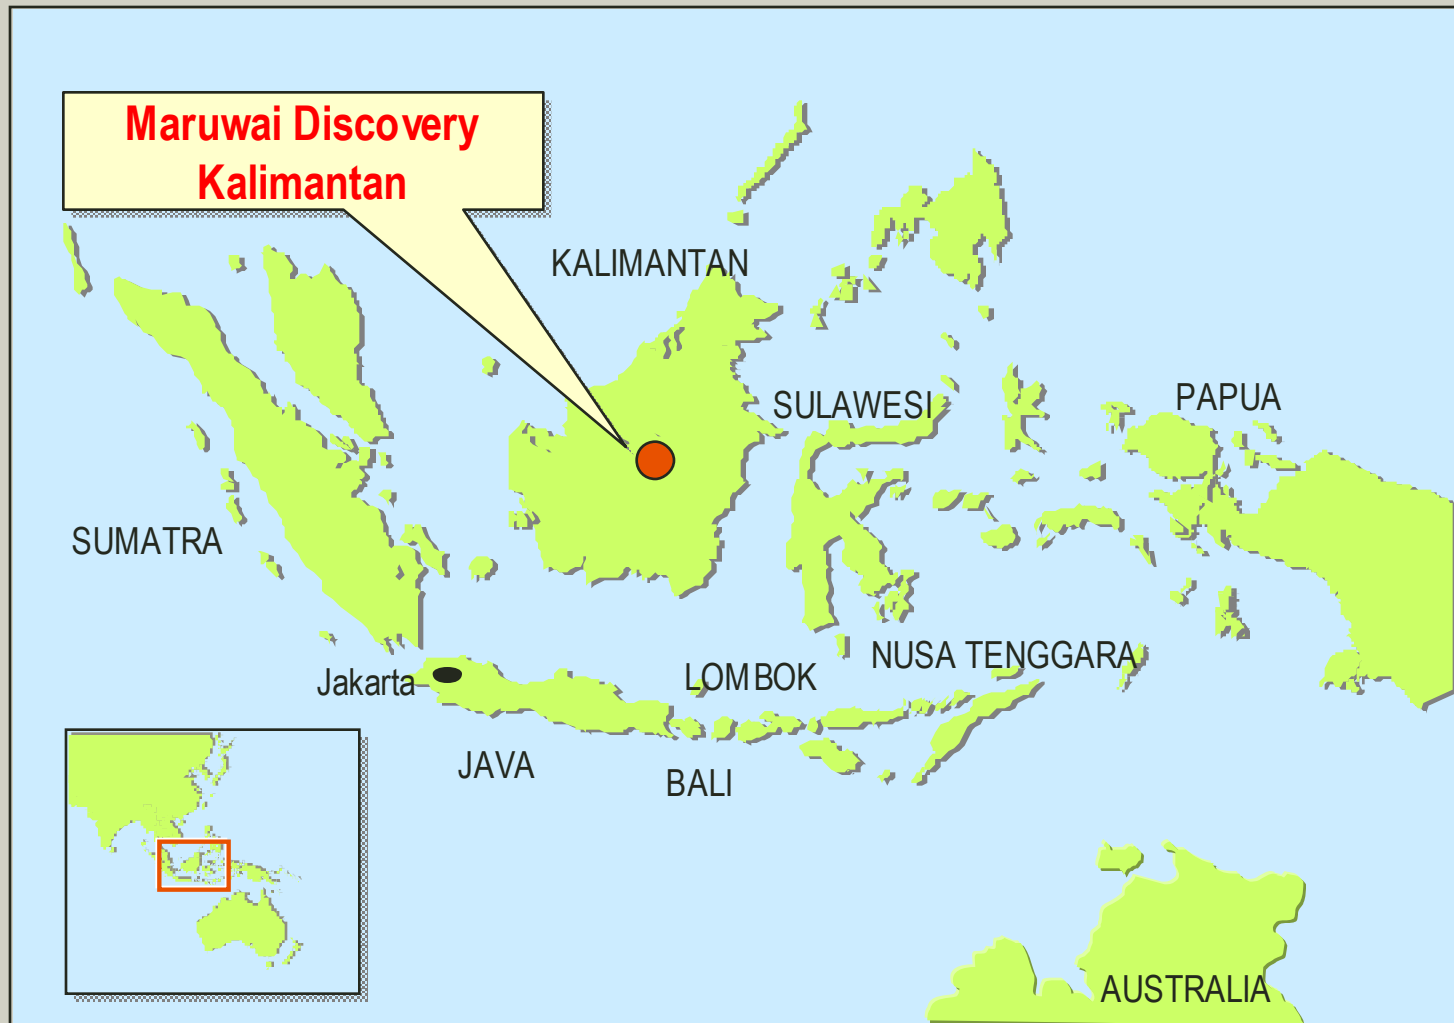 Maruwai Discovery
Kalimantan
KALIMANTAN
SULAWESI
PAPUA
SUMATRA
NUSA TENGGARA
Jakarta
LOMBOK
JAVA
BALI
AUSTRALIA